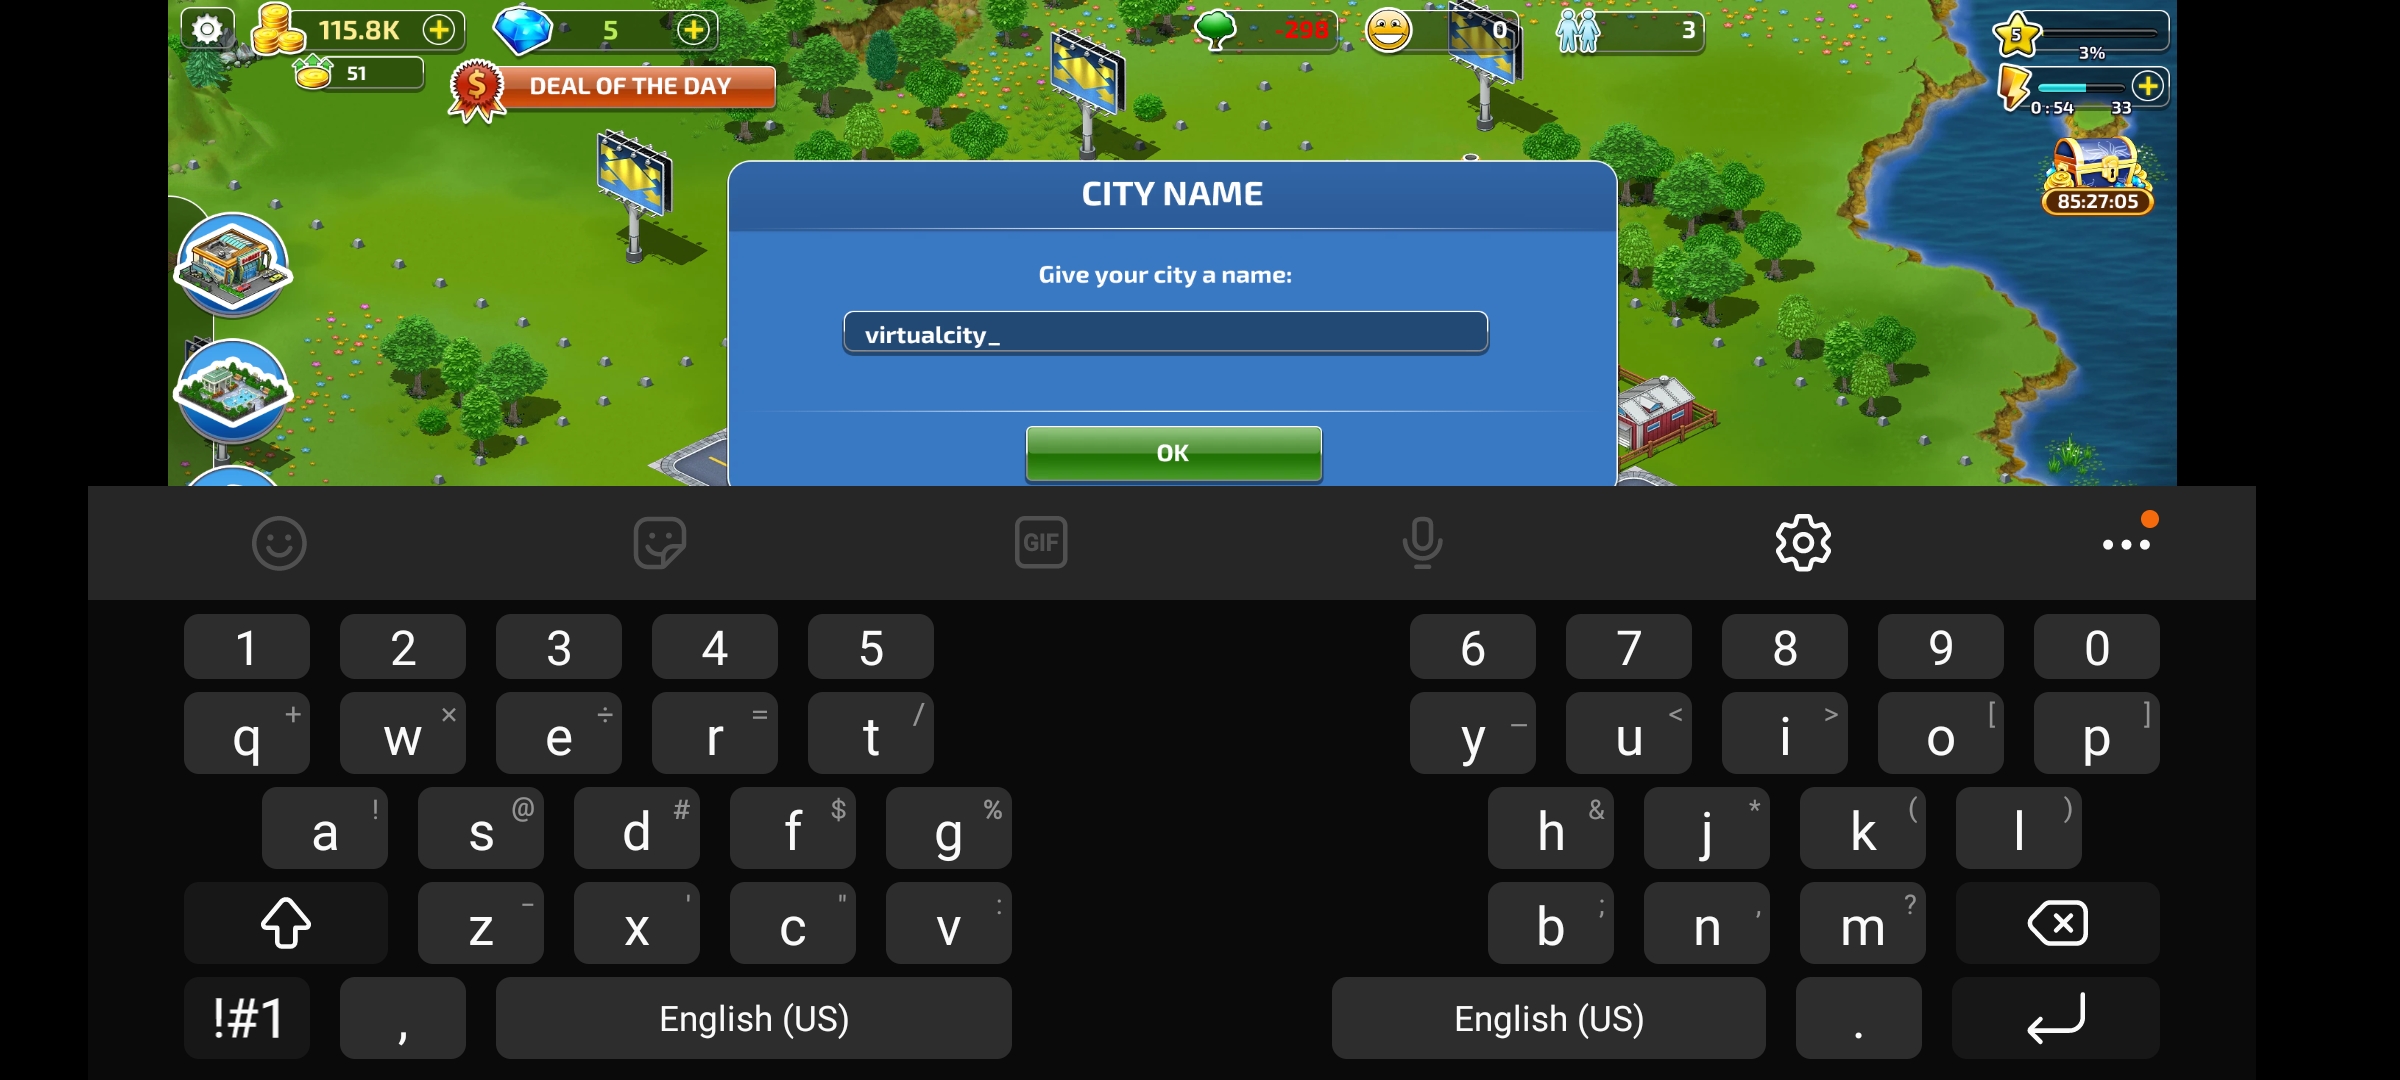 115.8K
5
-298
0
3
5
3%
51
DEAL OF THE DAY
0:54 33
85:27:05
CITY NAME
Give your city a name:
virtualcity_
OK
GIF
1 2 3 4 5 6 7 8 9 0
q + w × e ÷ r = t / y _ u < i > o [ p ]
a ! s @ d # f $ g % h & j * k ( l )
z - x ' c " v : b ; n , m ?
!#1 , English (US) English (US) .